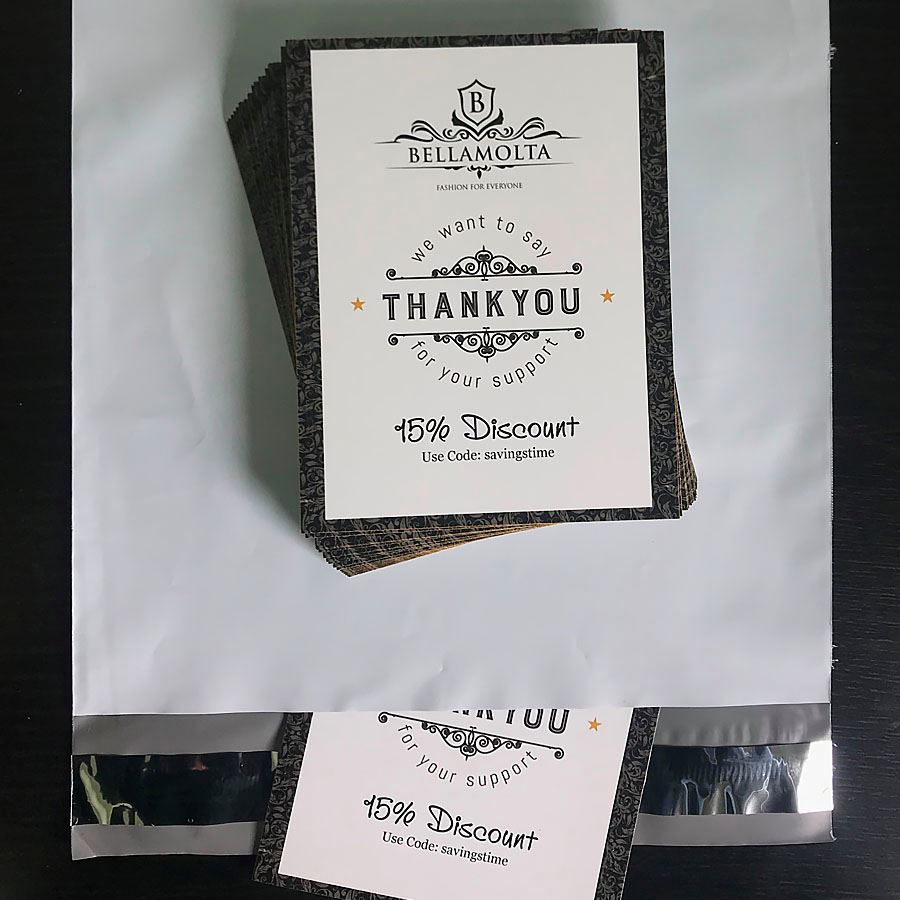 B
BELLAMOLTA
FASHION FOR EVERYONE
we want to say
THANKYOU
for your support
15% Discount
Use Code: savingstime
YOU
for your support
15% Discount
Use Code: savingstime